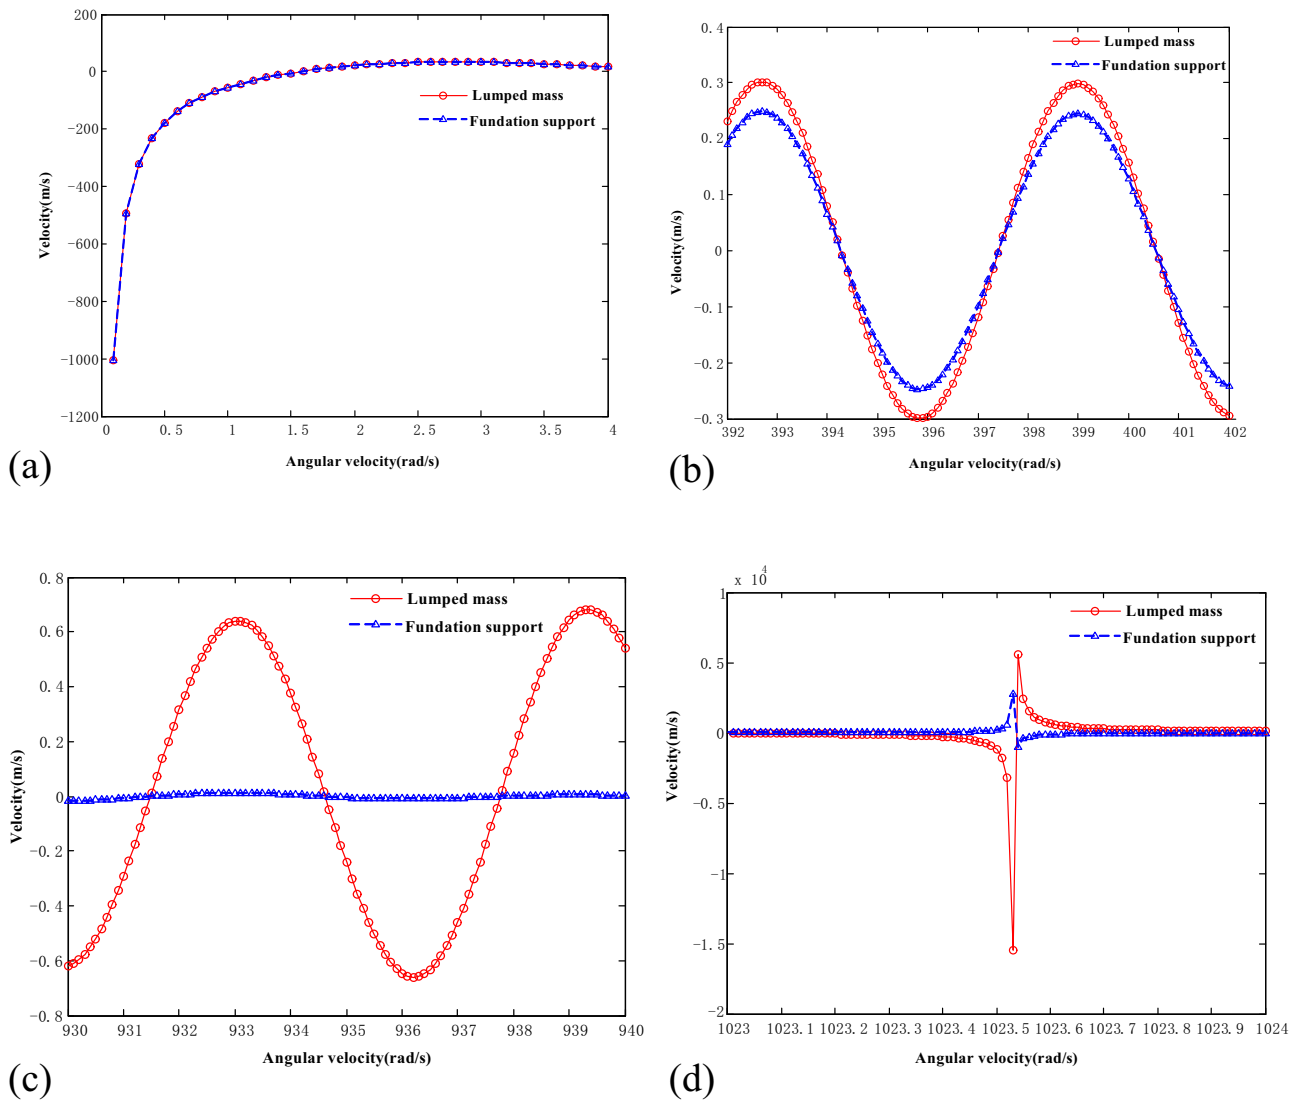 200
0
−200
−400
−600
−800
−1000
−1200
0 0.5 1 1.5 2 2.5 3 3.5 4
Velocity(m/s)
Angular velocity(rad/s)
Lumped mass
Fundation support
(a)
0.4
0.3
0.2
0.1
0
−0.1
−0.2
−0.3
392 393 394 395 396 397 398 399 400 401 402
Velocity(m/s)
Angular velocity(rad/s)
Lumped mass
Fundation support
(b)
0.8
0.6
0.4
0.2
0
−0.2
−0.4
−0.6
−0.8
930 931 932 933 934 935 936 937 938 939 940
Velocity(m/s)
Angular velocity(rad/s)
Lumped mass
Fundation support
(c)
x 10^4
1
0.5
0
−0.5
−1
−1.5
−2
1023 1023.1 1023.2 1023.3 1023.4 1023.5 1023.6 1023.7 1023.8 1023.9 1024
Velocity(m/s)
Angular velocity(rad/s)
Lumped mass
Fundation support
(d)